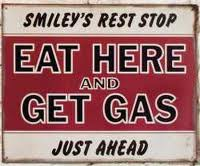 SMILEY'S REST STOP
EAT HERE
AND
GET GAS
JUST AHEAD